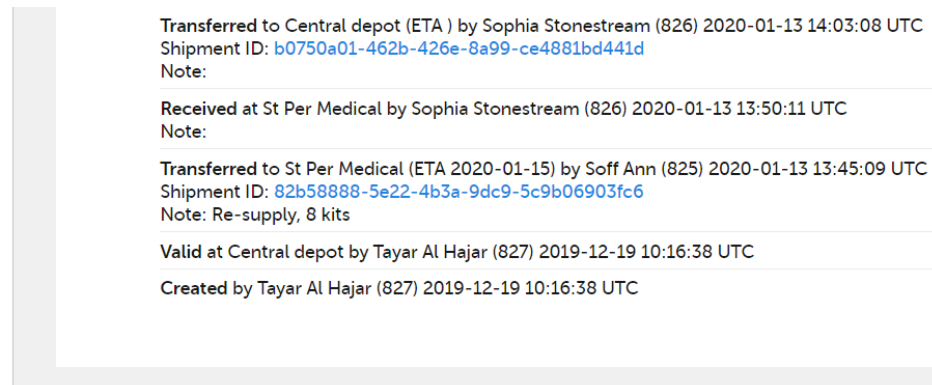 Transferred to Central depot (ETA ) by Sophia Stonestream (826) 2020-01-13 14:03:08 UTC
Shipment ID: b0750a01-462b-426e-8a99-ce4881bd441d
Note:
Received at St Per Medical by Sophia Stonestream (826) 2020-01-13 13:50:11 UTC
Note:
Transferred to St Per Medical (ETA 2020-01-15) by Soff Ann (825) 2020-01-13 13:45:09 UTC
Shipment ID: 82b58888-5e22-4b3a-9dc9-5c9b06903fc6
Note: Re-supply, 8 kits
Valid at Central depot by Tayar Al Hajar (827) 2019-12-19 10:16:38 UTC
Created by Tayar Al Hajar (827) 2019-12-19 10:16:38 UTC